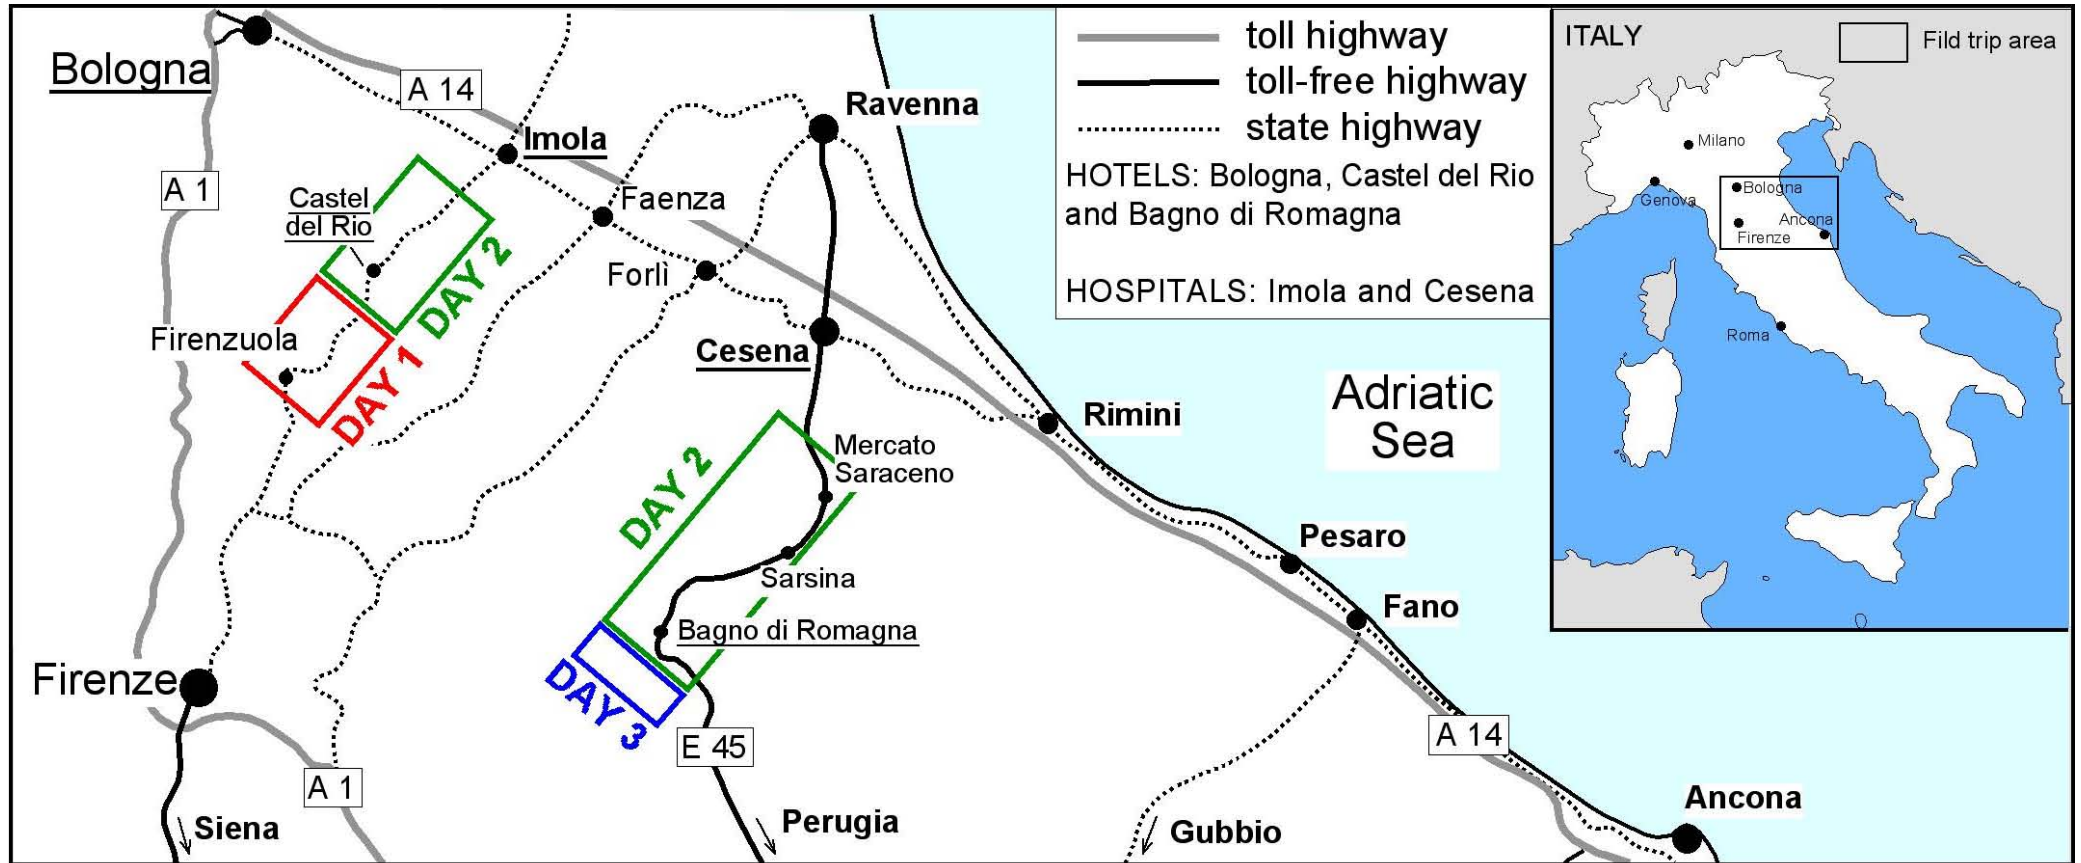 Bologna
A 14
Imola
Ravenna
A 1
Castel
del Rio
Faenza
DAY 2
Forlì
Firenzuola
DAY 1
Cesena
Rimini
Mercato
Saraceno
DAY 2
Sarsina
Bagno di Romagna
DAY 3
Firenze
E 45
A 1
Siena
Perugia
Gubbio
Pesaro
Fano
A 14
Ancona
Adriatic
Sea
toll highway
toll-free highway
state highway
HOTELS: Bologna, Castel del Rio
and Bagno di Romagna
HOSPITALS: Imola and Cesena
ITALY
Fild trip area
Milano
Bologna
Genova
Ancona
Firenze
Roma